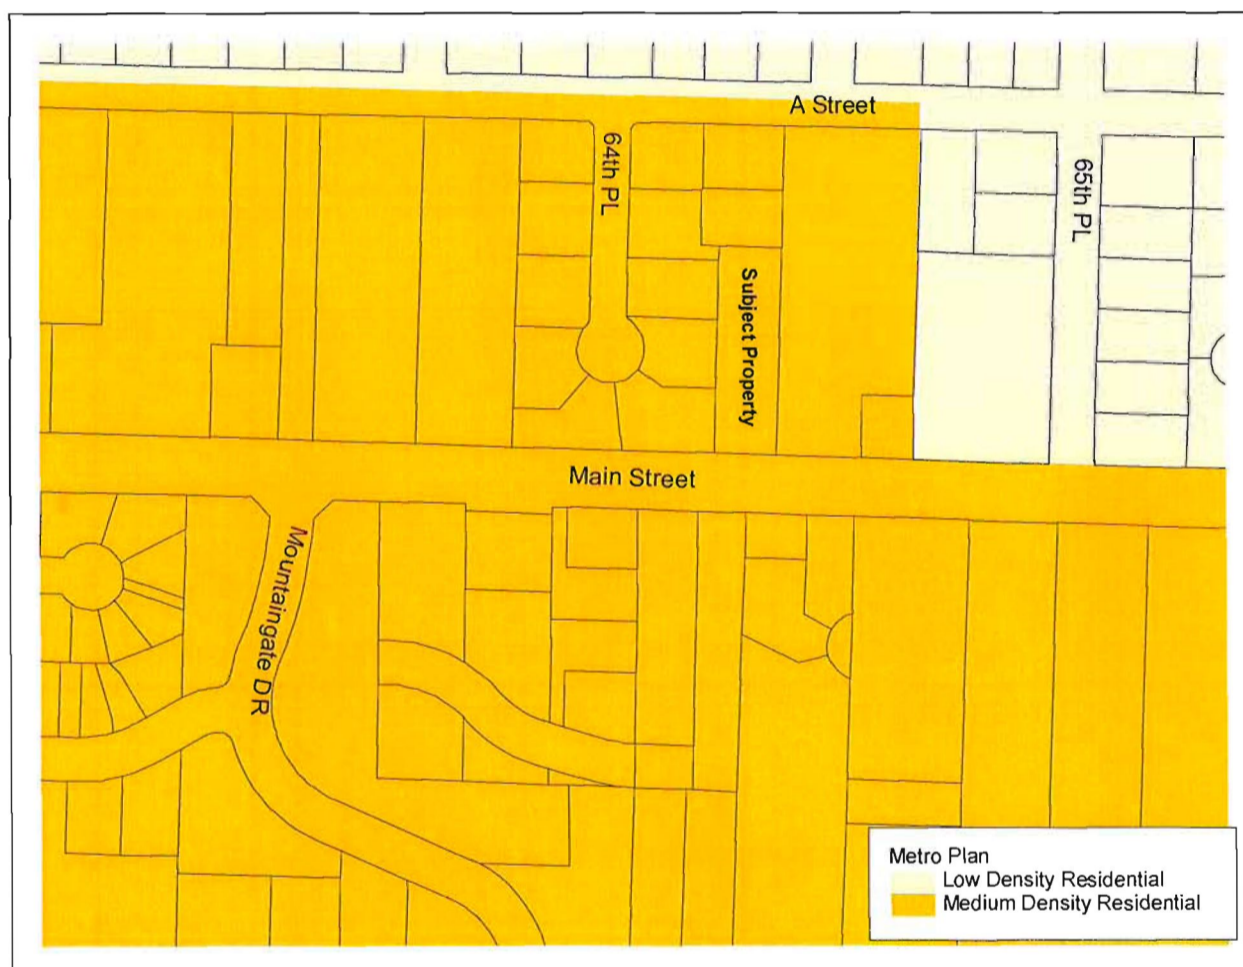 A Street
64th PL
65th PL
Subject Property
Main Street
Mountaingate DR
Metro Plan
Low Density Residential
Medium Density Residential